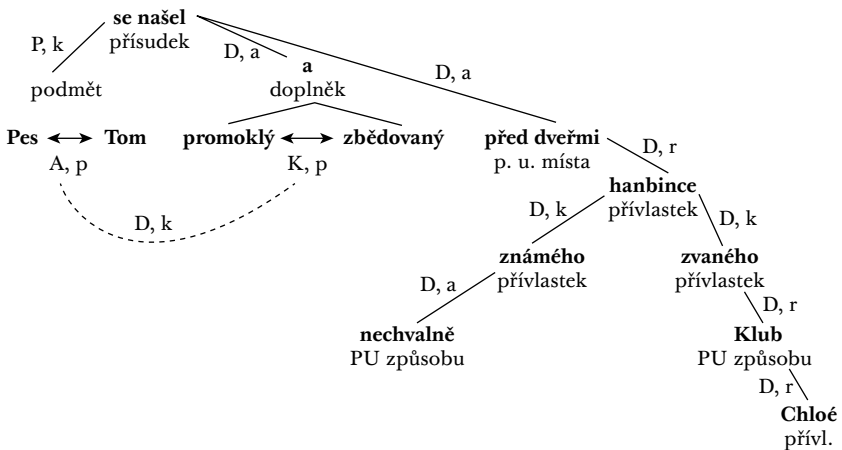 se našel
přísudek
P, k
D, a
D, a
podmět
a
doplněk
Pes
Tom
promoklý
zbědovaný
před dveřmi
p. u. místa
A, p
K, p
D, r
hanbince
přívlastek
D, k
D, k
D, k
známého
přívlastek
zvaného
přívlastek
D, a
D, r
nechvalně
PU způsobu
Klub
PU způsobu
D, r
Chloé
přívl.